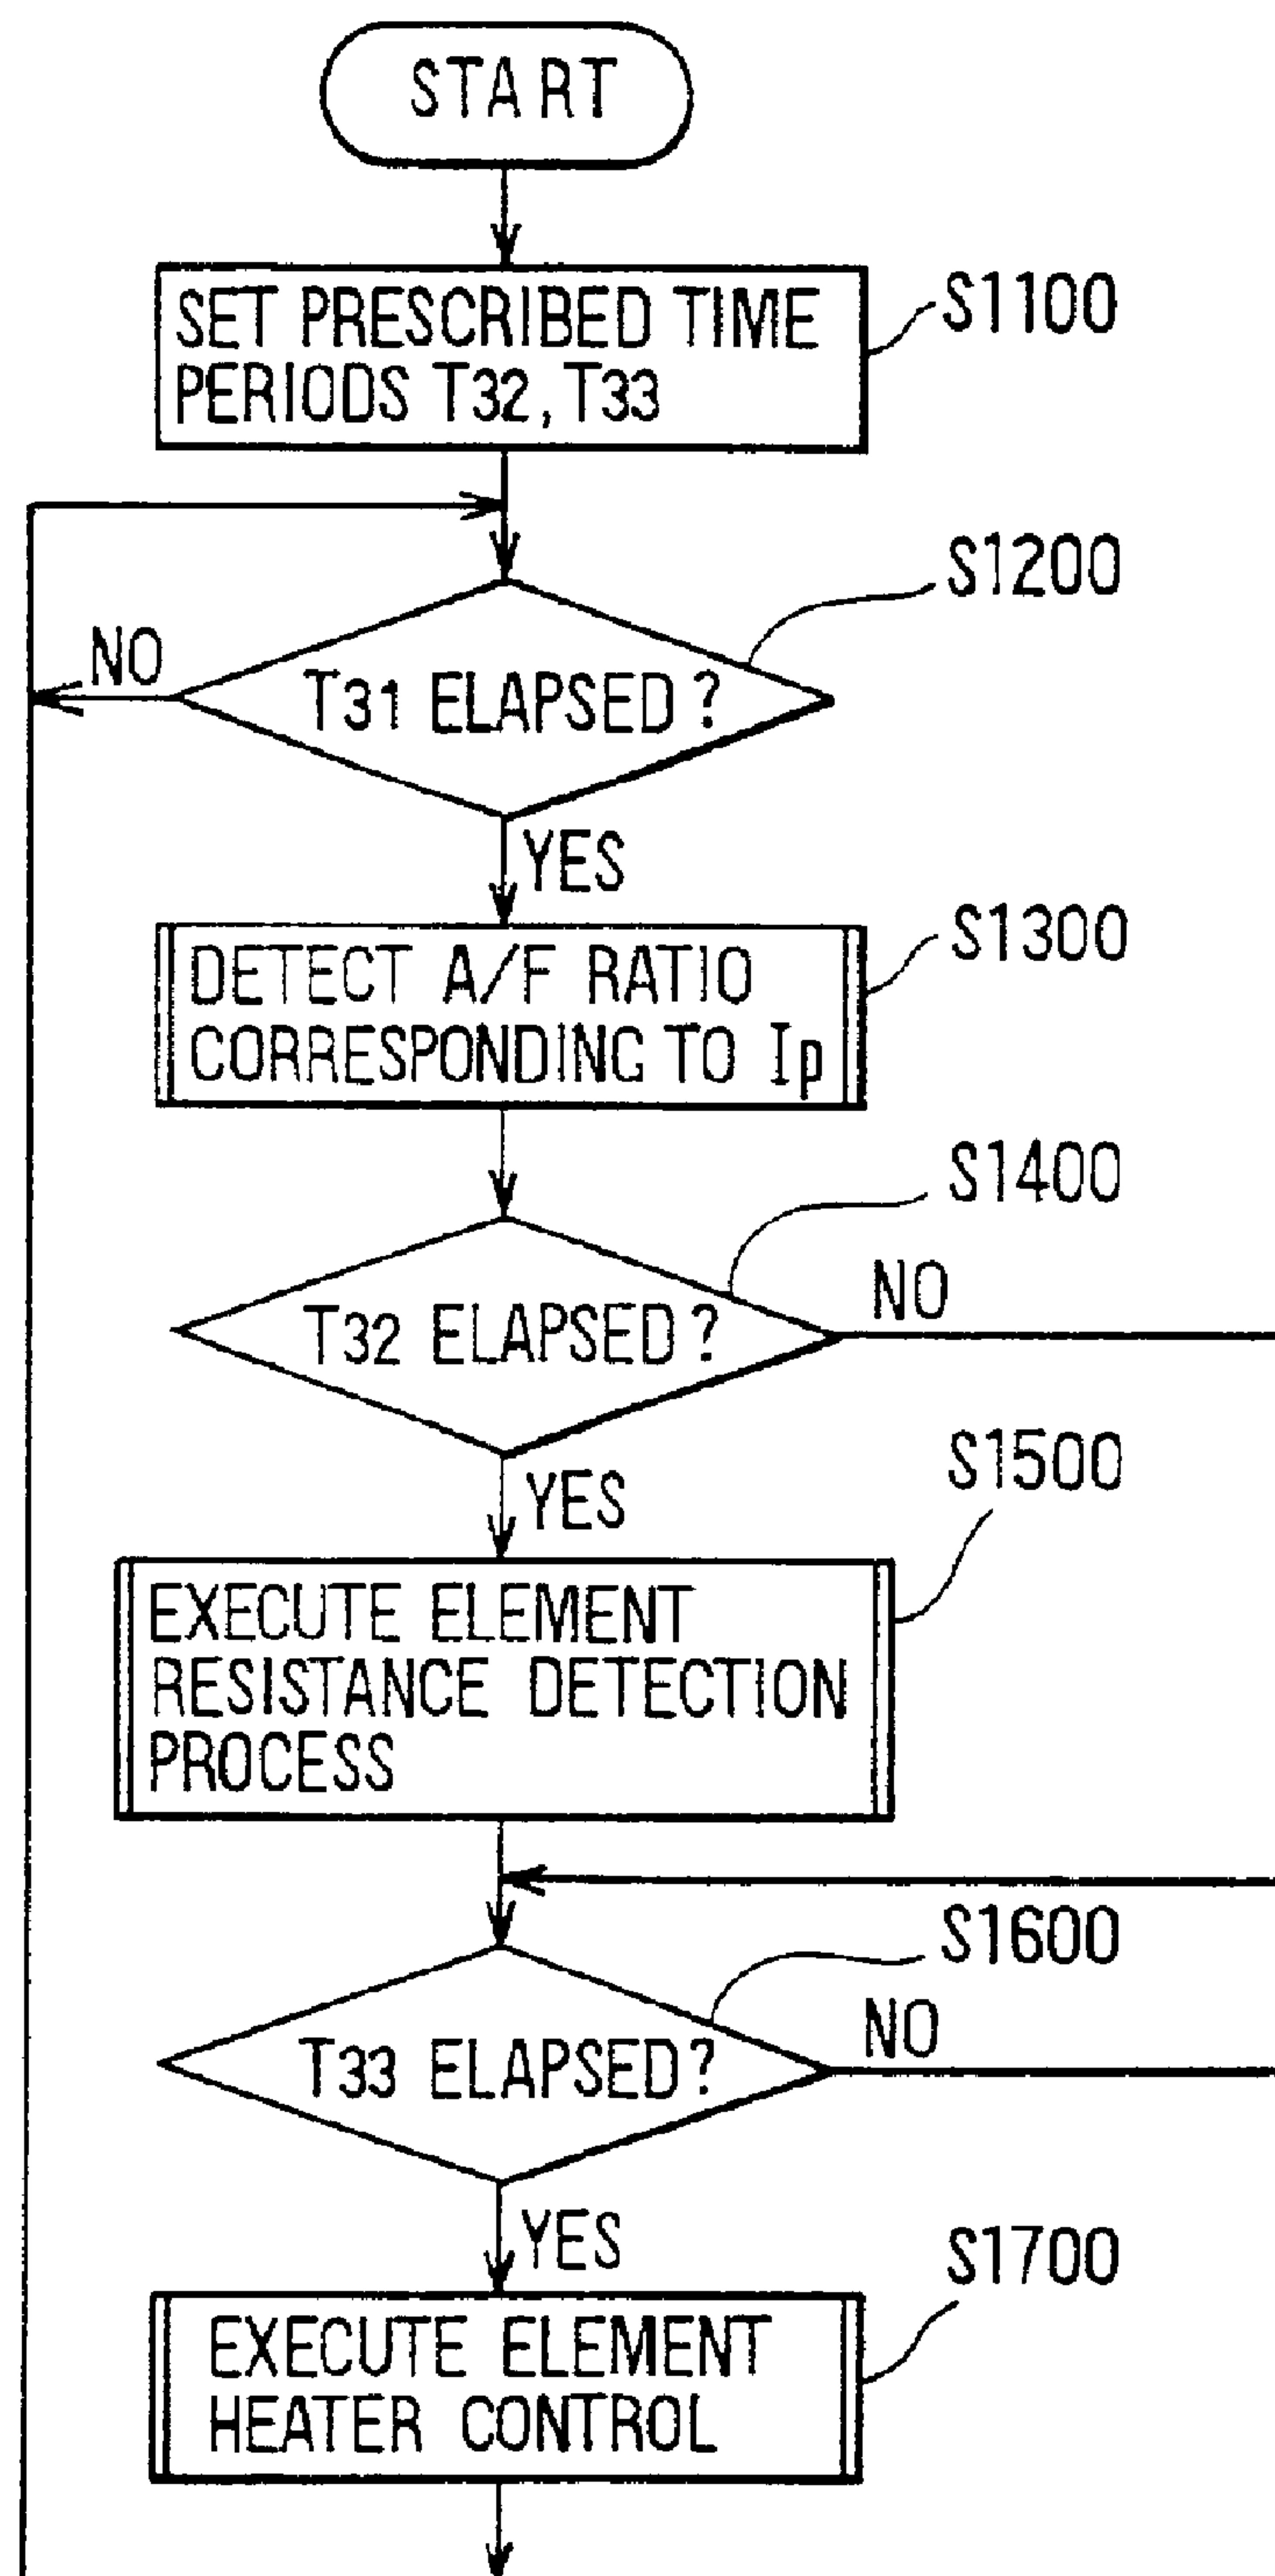 START
SET PRESCRIBED TIME
PERIODS T32, T33
S1100
S1200
NO
T31 ELAPSED?
YES
S1300
DETECT A/F RATIO
CORRESPONDING TO Ip
S1400
NO
T32 ELAPSED?
YES
S1500
EXECUTE ELEMENT
RESISTANCE DETECTION
PROCESS
S1600
NO
T33 ELAPSED?
YES
S1700
EXECUTE ELEMENT
HEATER CONTROL